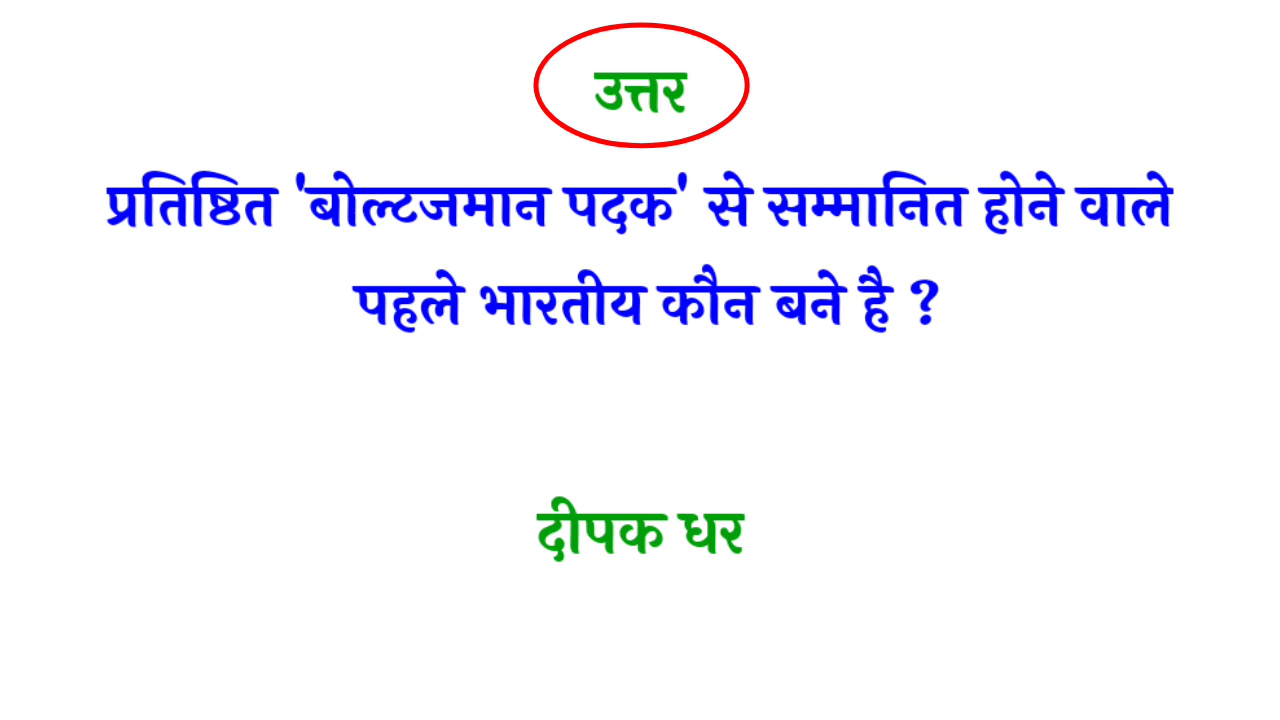 उत्तर
प्रतिष्ठित 'बोल्टजमान पदक' से सम्मानित होने वाले
पहले भारतीय कौन बने है ?
दीपक धर